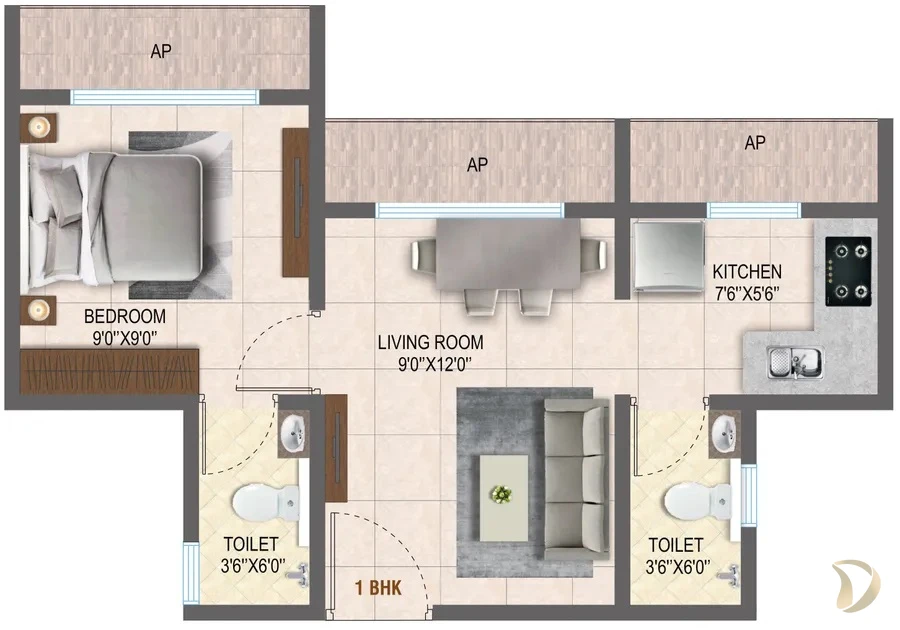 AP
AP
AP
KITCHEN
7'6"X5'6"
BEDROOM
9'0"X9'0"
LIVING ROOM
9'0"X12'0"
TOILET
3'6"X6'0"
TOILET
3'6"X6'0"
1 BHK